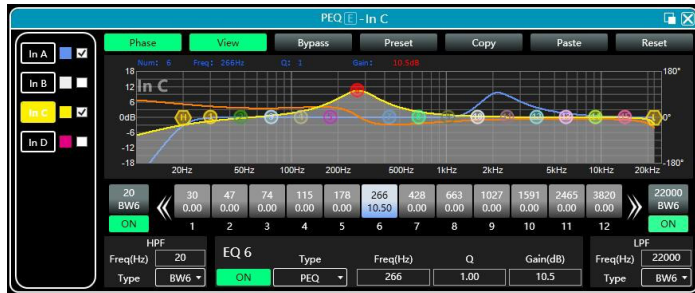 PEQ E -In C
Phase View Bypass Preset Copy Paste Reset
In A
In B
In C
In D
Num: 6 Freq: 266Hz Q: 1 Gain: 10.5dB
In C
18 180°
12
6
0dB 0°
-6
-12
-18 -180°
20Hz 50Hz 100Hz 200Hz 500Hz 1kHz 2kHz 5kHz 10kHz 20kHz
20 30 47 74 115 178 266 428 663 1027 1591 2465 3820 22000
BW6 0.00 0.00 0.00 0.00 0.00 10.50 0.00 0.00 0.00 0.00 0.00 0.00 BW6
ON 1 2 3 4 5 6 7 8 9 10 11 12 ON
HPF
Freq(Hz) 20
Type BW6
EQ 6 Type Freq(Hz) Q Gain(dB)
ON PEQ 266 1.00 10.5
LPF
Freq(Hz) 22000
Type BW6